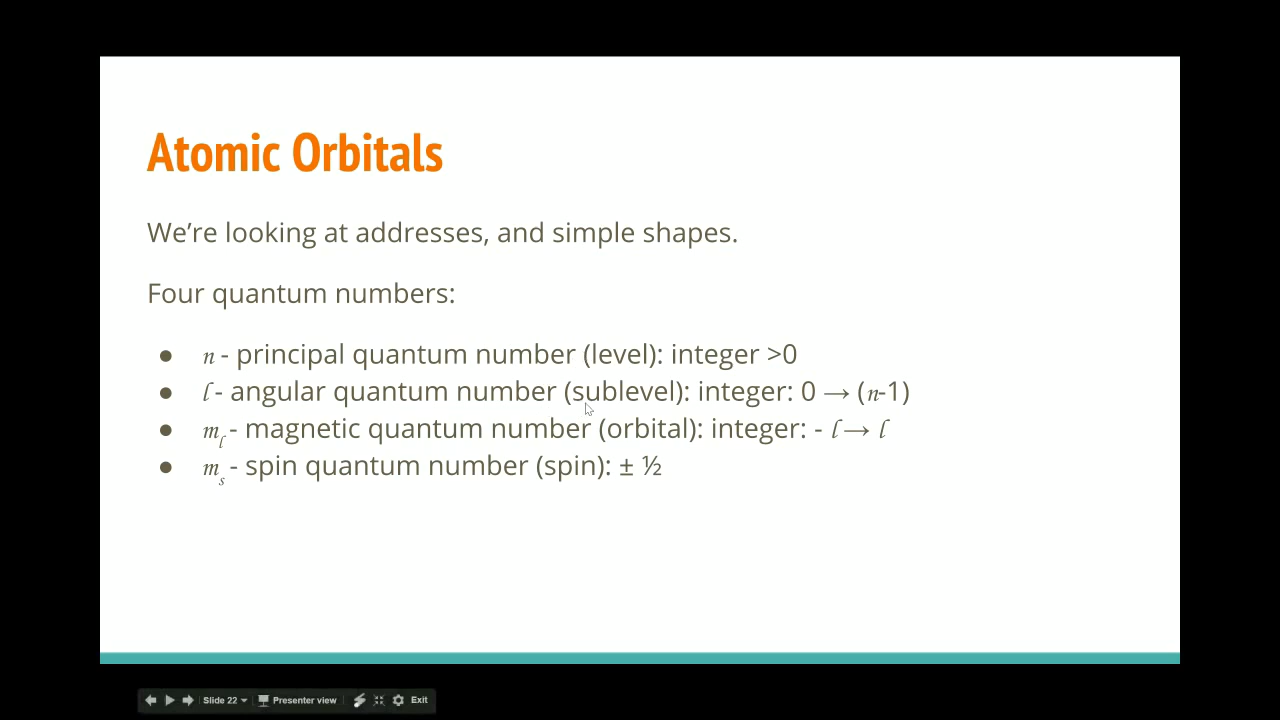 Atomic Orbitals
We're looking at addresses, and simple shapes.
Four quantum numbers:
● n - principal quantum number (level): integer >0
● l - angular quantum number (sublevel): integer: 0 → (n-1)
● mₗ - magnetic quantum number (orbital): integer: - l → l
● mₛ - spin quantum number (spin): ± ½
Slide 22 Presenter view Exit